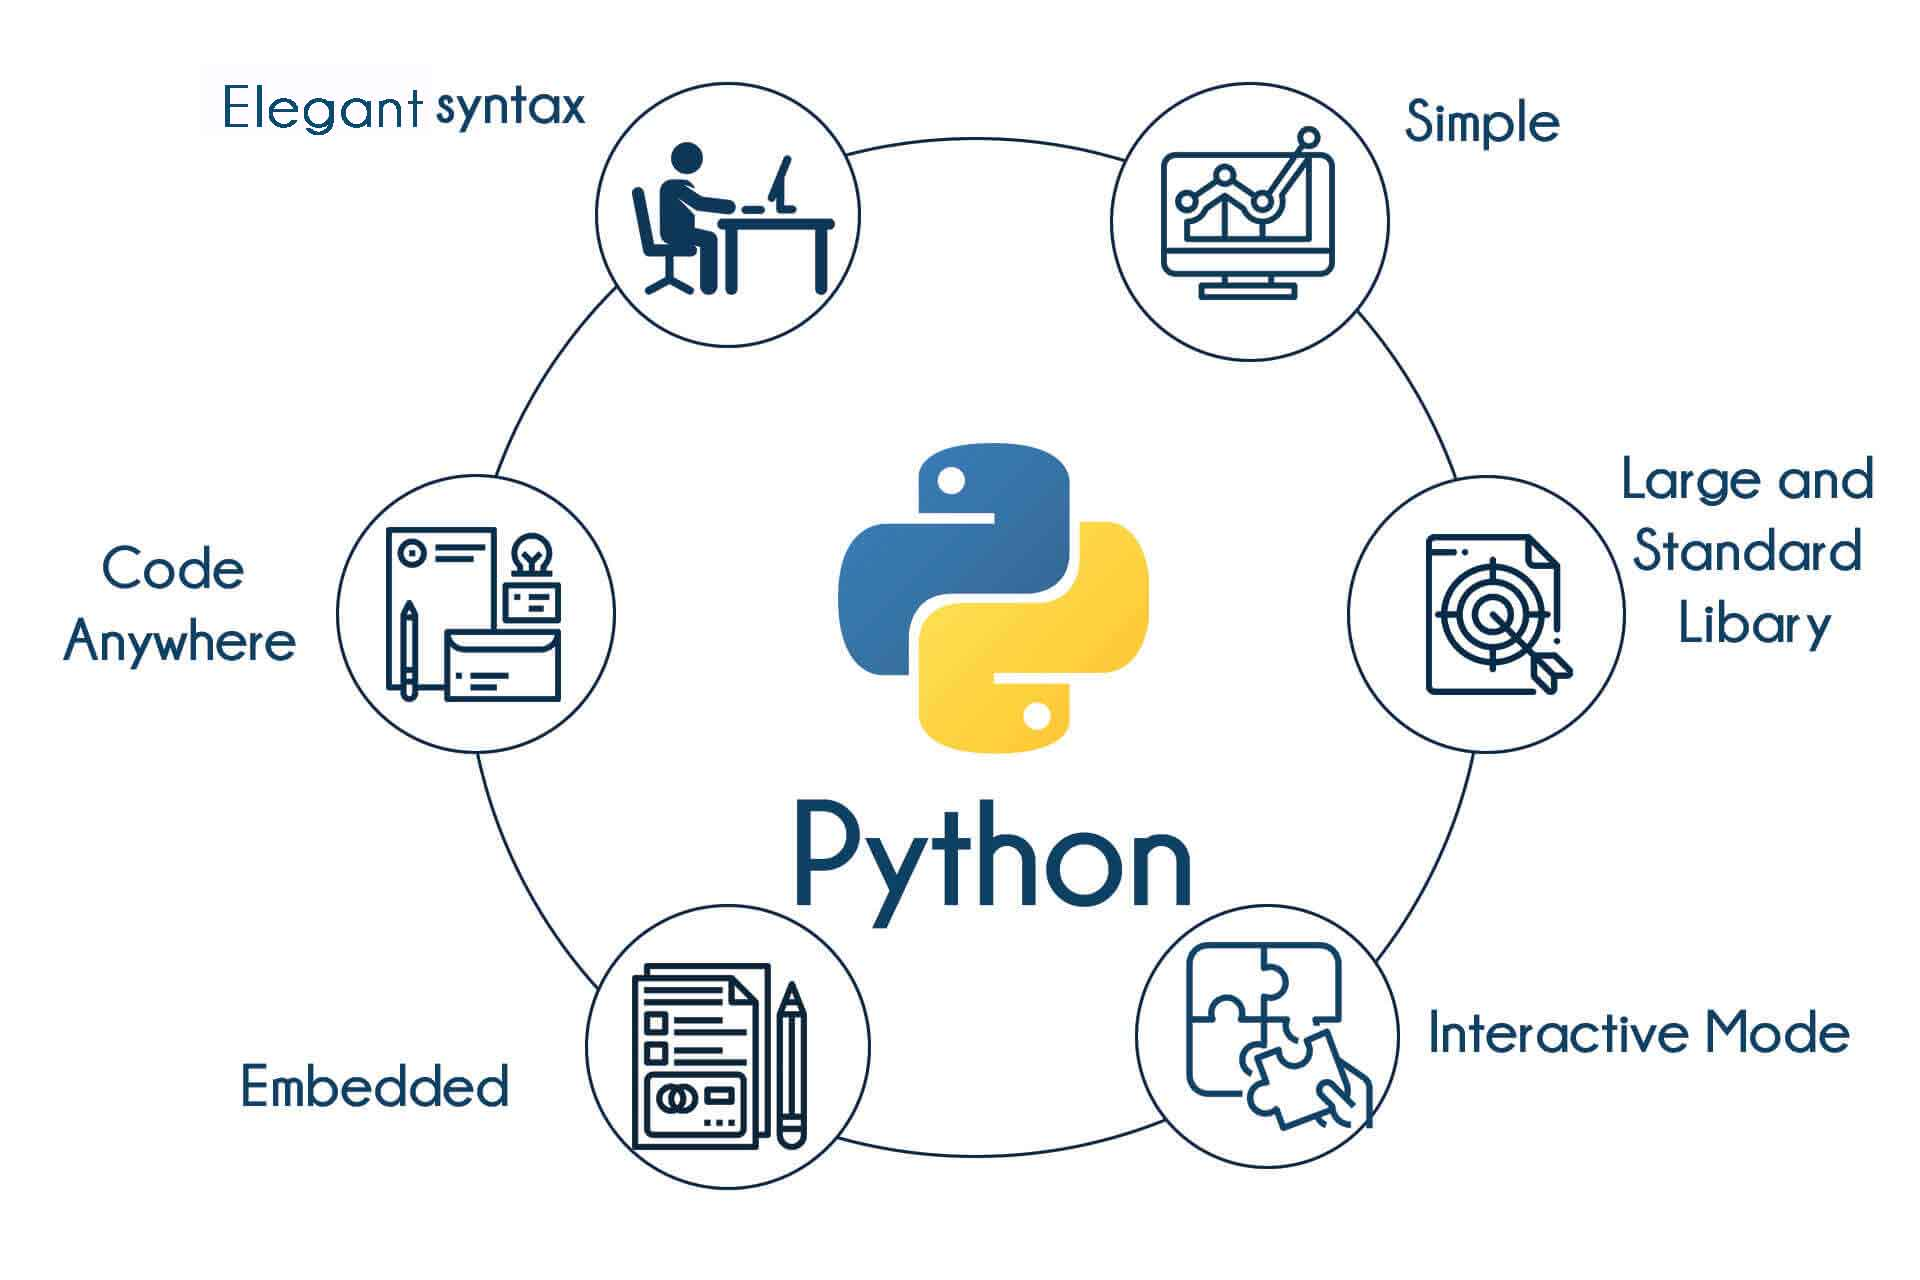 Elegant syntax
Simple
Large and
Standard
Libary
Code
Anywhere
Python
Interactive Mode
Embedded